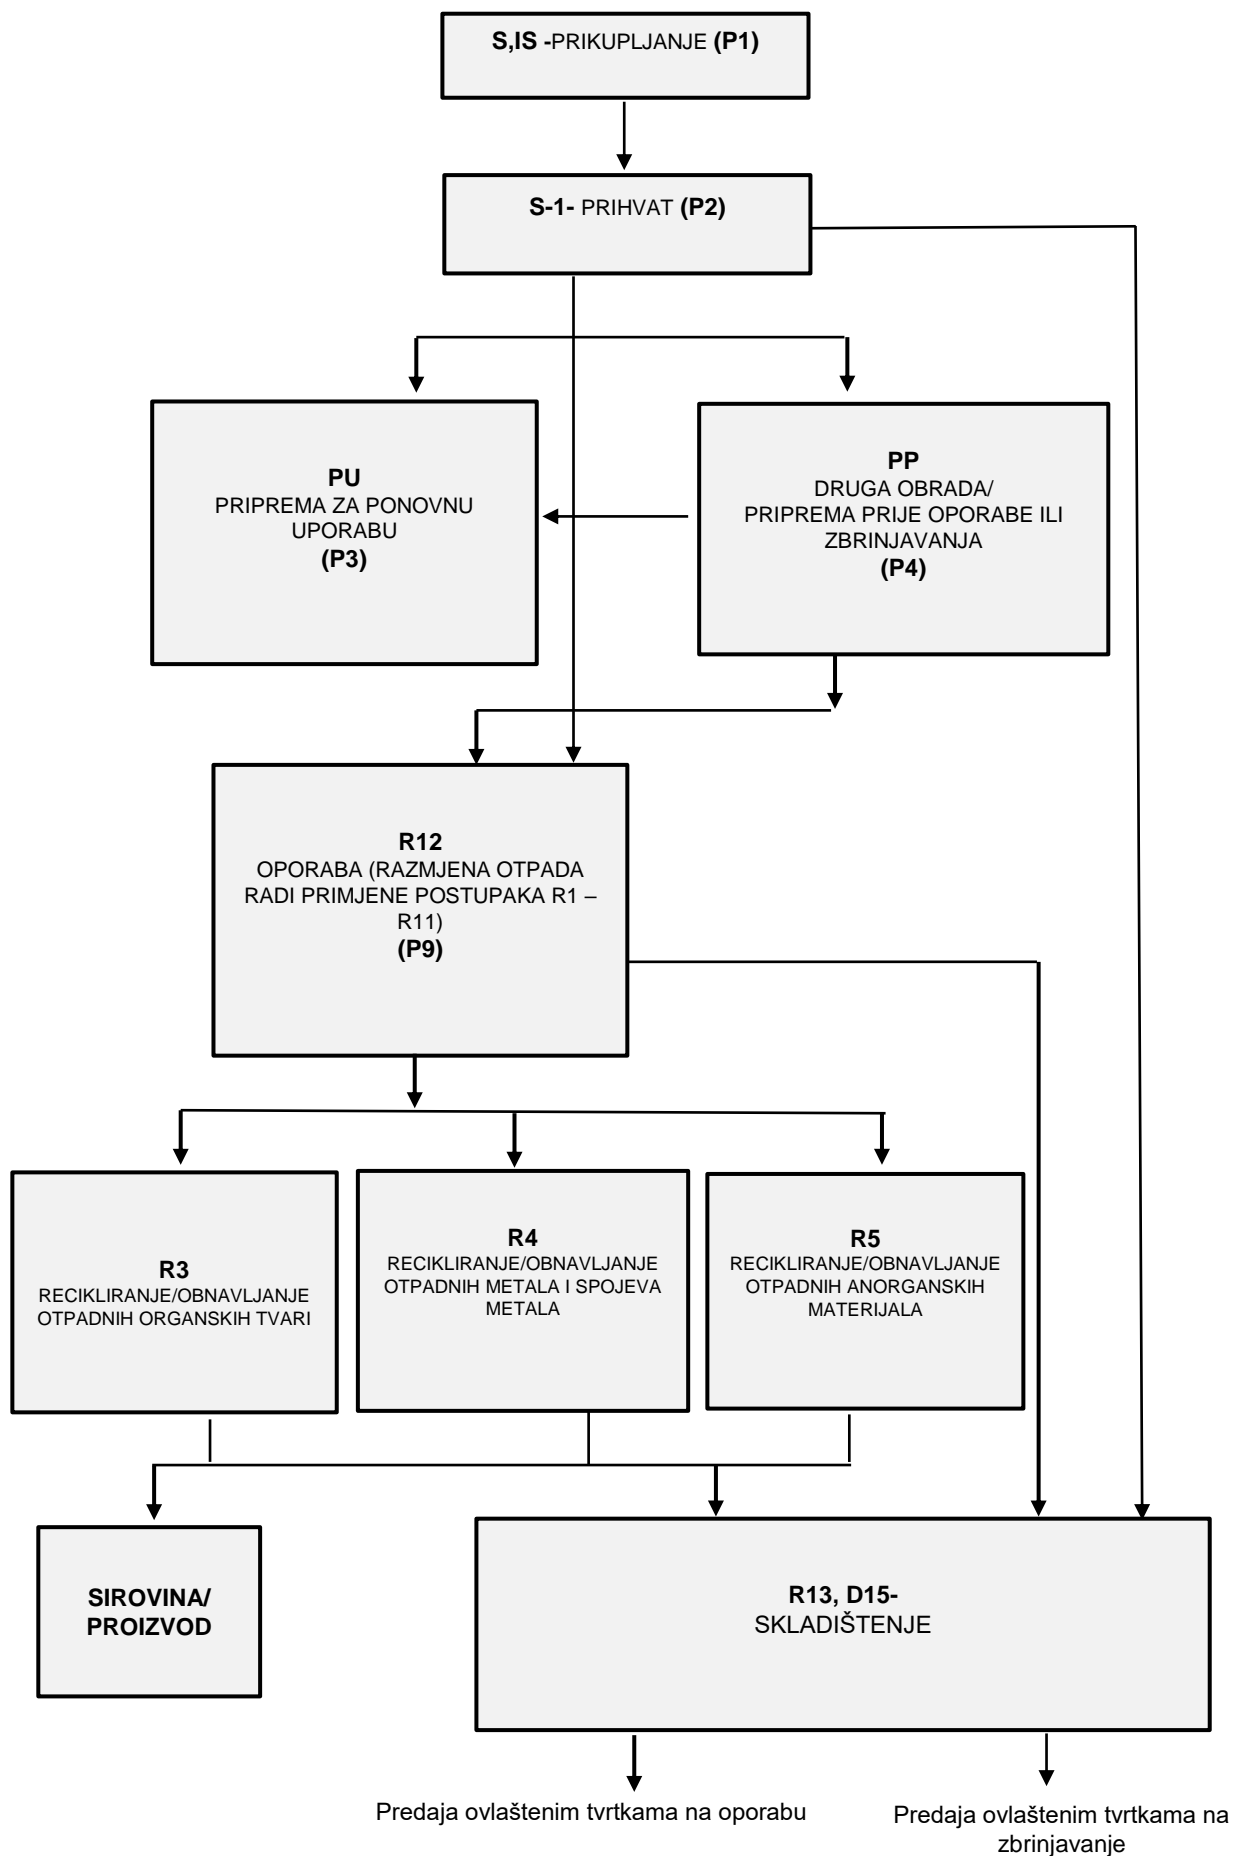 S,IS -PRIKUPLJANJE (P1)
S-1- PRIHVAT (P2)
PU
PRIPREMA ZA PONOVNU
UPORABU
(P3)
PP
DRUGA OBRADA/
PRIPREMA PRIJE OPORABE ILI
ZBRINJAVANJA
(P4)
R12
OPORABA (RAZMJENA OTPADA
RADI PRIMJENE POSTUPAKA R1 –
R11)
(P9)
R3
RECIKLIRANJE/OBNAVLJANJE
OTPADNIH ORGANSKIH TVARI
R4
RECIKLIRANJE/OBNAVLJANJE
OTPADNIH METALA I SPOJEVA
METALA
R5
RECIKLIRANJE/OBNAVLJANJE
OTPADNIH ANORGANSKIH
MATERIJALA
SIROVINA/
PROIZVOD
R13, D15-
SKLADIŠTENJE
Predaja ovlaštenim tvrtkama na oporabu
Predaja ovlaštenim tvrtkama na
zbrinjavanje